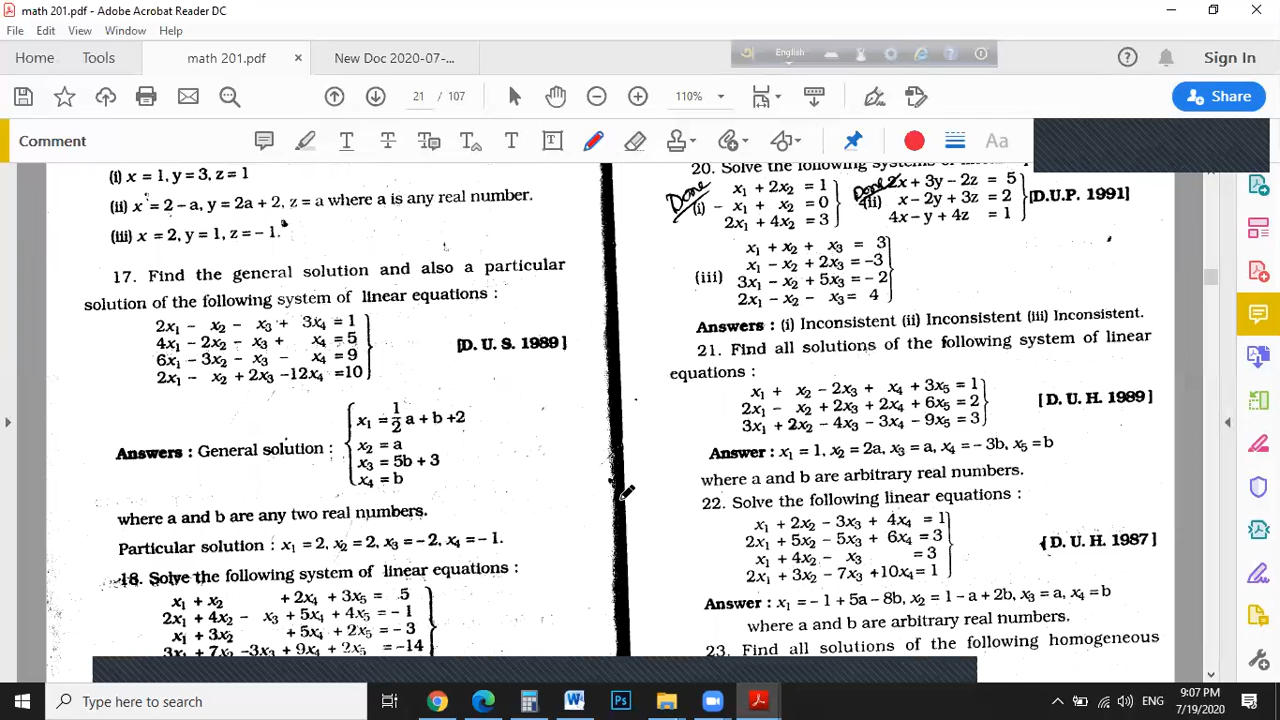 math 201.pdf - Adobe Acrobat Reader DC
File Edit View Window Help
Home Tools math 201.pdf × New Doc 2020-07-... English Sign In
21 / 107 110% Share
Comment
(i) x = 1, y = 3, z = 1
(ii) x = 2 – a, y = 2a + 2, z = a where a is any real number.
(iii) x = 2, y = 1, z = – 1.
17. Find the general solution and also a particular
solution of the following system of linear equations :
2x₁ – x₂ – x₃ + 3x₄ = 1
4x₁ – 2x₂ – x₃ + x₄ = 5
6x₁ – 3x₂ – x₃ – x₄ = 9
2x₁ – x₂ + 2x₃ –12x₄ =10
[D. U. S. 1989]
Answers : General solution :
x₁ = 1/2 a + b +2
x₂ = a
x₃ = 5b + 3
x₄ = b
where a and b are any two real numbers.
Particular solution : x₁ = 2, x₂ = 2, x₃ = – 2, x₄ = – 1.
18. Solve the following system of linear equations :
x₁ + x₂ + 2x₄ + 3x₅ = 5
2x₁ + 4x₂ – x₃ + 5x₄ + 4x₅ = – 1
x₁ + 3x₂ + 5x₄ + 2x₅ = – 3
3x₁ + 7x₂ –3x₃ + 9x₄ + 2x₅ = –14
20. Solve the following systems of
Done
(i)
x₁ + 2x₂ = 1
– x₁ + x₂ = 0
2x₁ + 4x₂ = 3
Done
(ii)
2x + 3y – 2z = 5
x – 2y + 3z = 2
4x – y + 4z = 1
[D.U.P. 1991]
(iii)
x₁ + x₂ + x₃ = 3
x₁ – x₂ + 2x₃ = –3
3x₁ – x₂ + 5x₃ = – 2
2x₁ – x₂ – x₃ = 4
Answers : (i) Inconsistent (ii) Inconsistent (iii) Inconsistent.
21. Find all solutions of the following system of linear
equations :
x₁ + x₂ – 2x₃ + x₄ + 3x₅ = 1
2x₁ – x₂ + 2x₃ + 2x₄ + 6x₅ = 2
3x₁ + 2x₂ – 4x₃ – 3x₄ – 9x₅ = 3
[ D. U. H. 1989 ]
Answer : x₁ = 1, x₂ = 2a, x₃ = a, x₄ = – 3b, x₅ = b
where a and b are arbitrary real numbers.
22. Solve the following linear equations :
x₁ + 2x₂ – 3x₃ + 4x₄ = 1
2x₁ + 5x₂ – 5x₃ + 6x₄ = 3
x₁ + 4x₂ – x₃ = 3
2x₁ + 3x₂ – 7x₃ +10x₄ = 1
[ D. U. H. 1987 ]
Answer : x₁ = – 1 + 5a – 8b, x₂ = 1 – a + 2b, x₃ = a, x₄ = b
where a and b are arbitrary real numbers.
23. Find all solutions of the following homogeneous
Type here to search
ENG 9:07 PM
7/19/2020